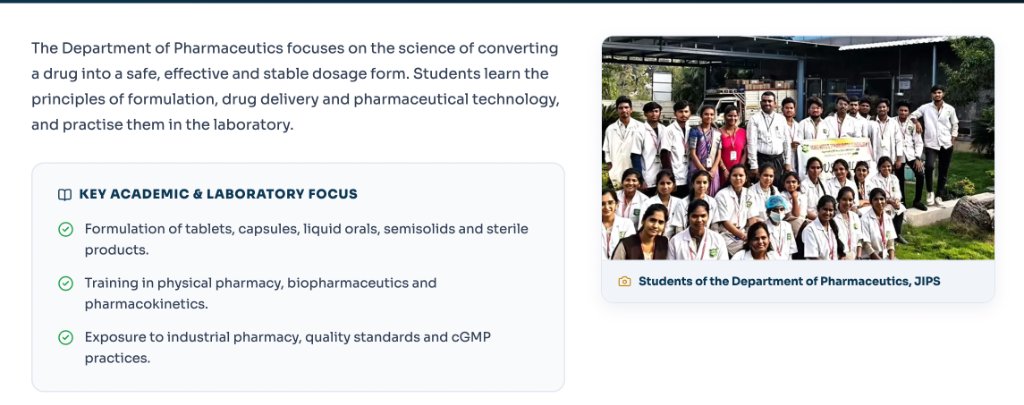 The Department of Pharmaceutics focuses on the science of converting
a drug into a safe, effective and stable dosage form. Students learn the
principles of formulation, drug delivery and pharmaceutical technology,
and practise them in the laboratory.
KEY ACADEMIC & LABORATORY FOCUS
Formulation of tablets, capsules, liquid orals, semisolids and sterile
products.
Training in physical pharmacy, biopharmaceutics and
pharmacokinetics.
Exposure to industrial pharmacy, quality standards and cGMP
practices.
Students of the Department of Pharmaceutics, JIPS